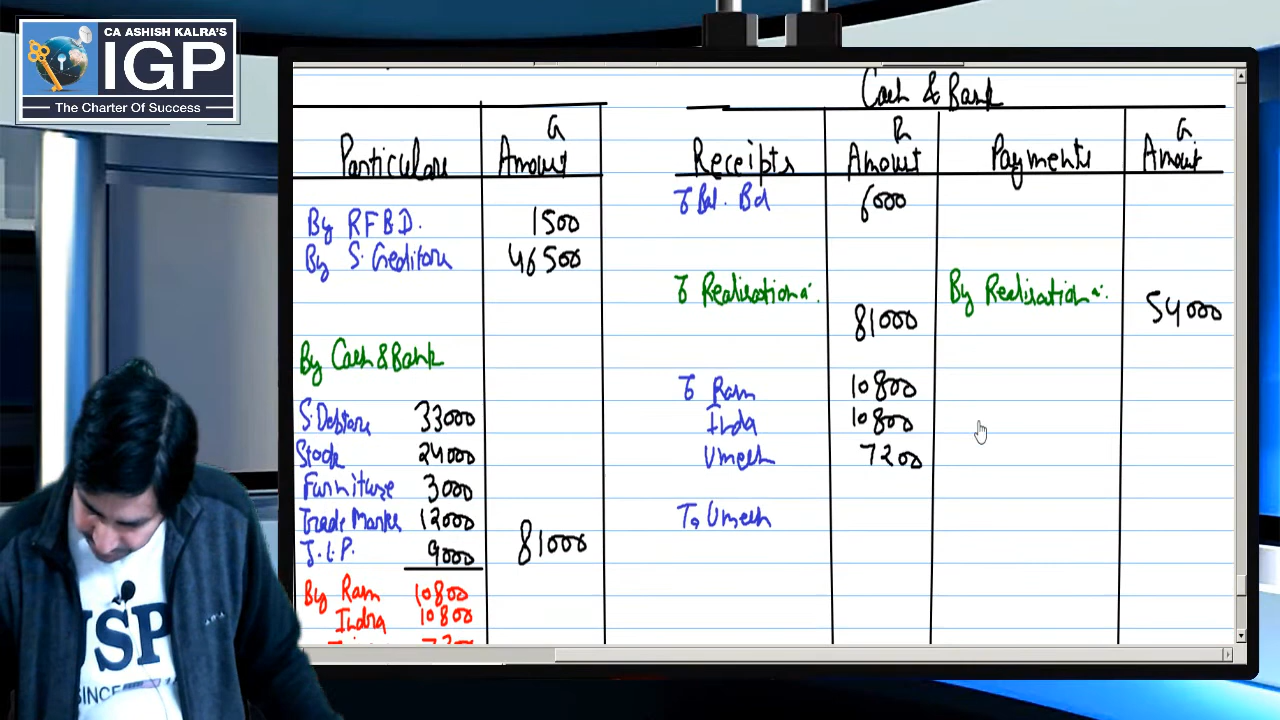 CA ASHISH KALRA'S
IGP
The Charter Of Success
Cash & Bank
Particulars Amount
Receipts Amount Payments Amount
To Bal. Bd 6000
By RFBD. 1500
By S. Creditors 46500
To Realisation a/c. 81000 By Realisation a/c. 54000
By Cash & Bank
S. Debtors 33000
Stock 24000
Furniture 3000
Trade Marks 12000
J.L.P. 9000 81000
By Ram 10800
Indra 10800
To Ram 10800
Inda 10800
Umesh 7200
To Umesh
USP
SINCE